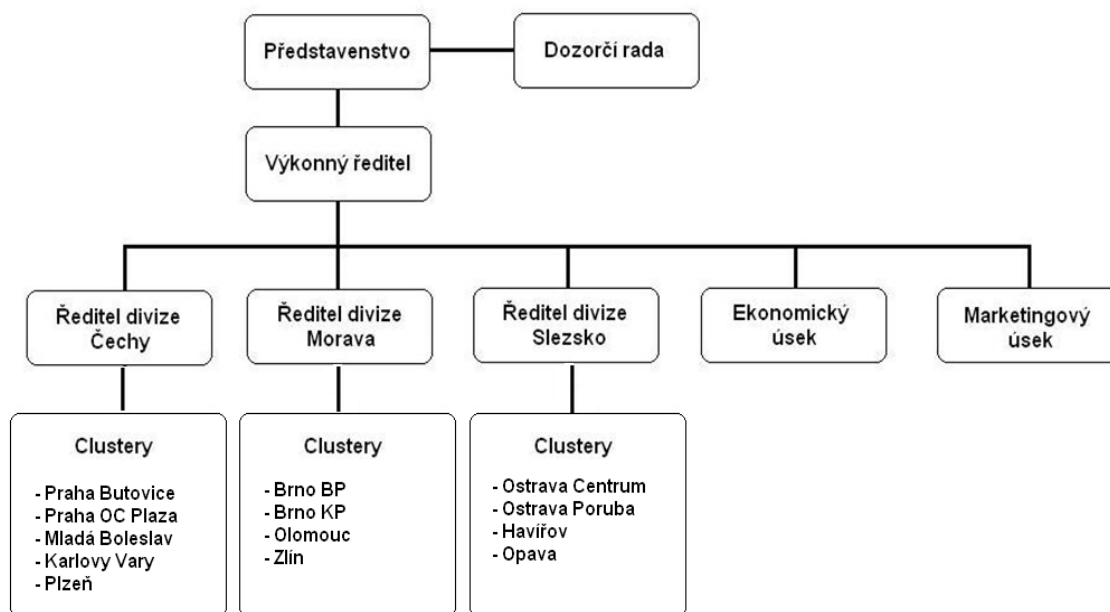 Představenstvo
Dozorčí rada
Výkonný ředitel
Ředitel divize
Čechy
Ředitel divize
Morava
Ředitel divize
Slezsko
Ekonomický
úsek
Marketingový
úsek
Clustery
- Praha Butovice
- Praha OC Plaza
- Mladá Boleslav
- Karlovy Vary
- Plzeň
Clustery
- Brno BP
- Brno KP
- Olomouc
- Zlín
Clustery
- Ostrava Centrum
- Ostrava Poruba
- Havířov
- Opava